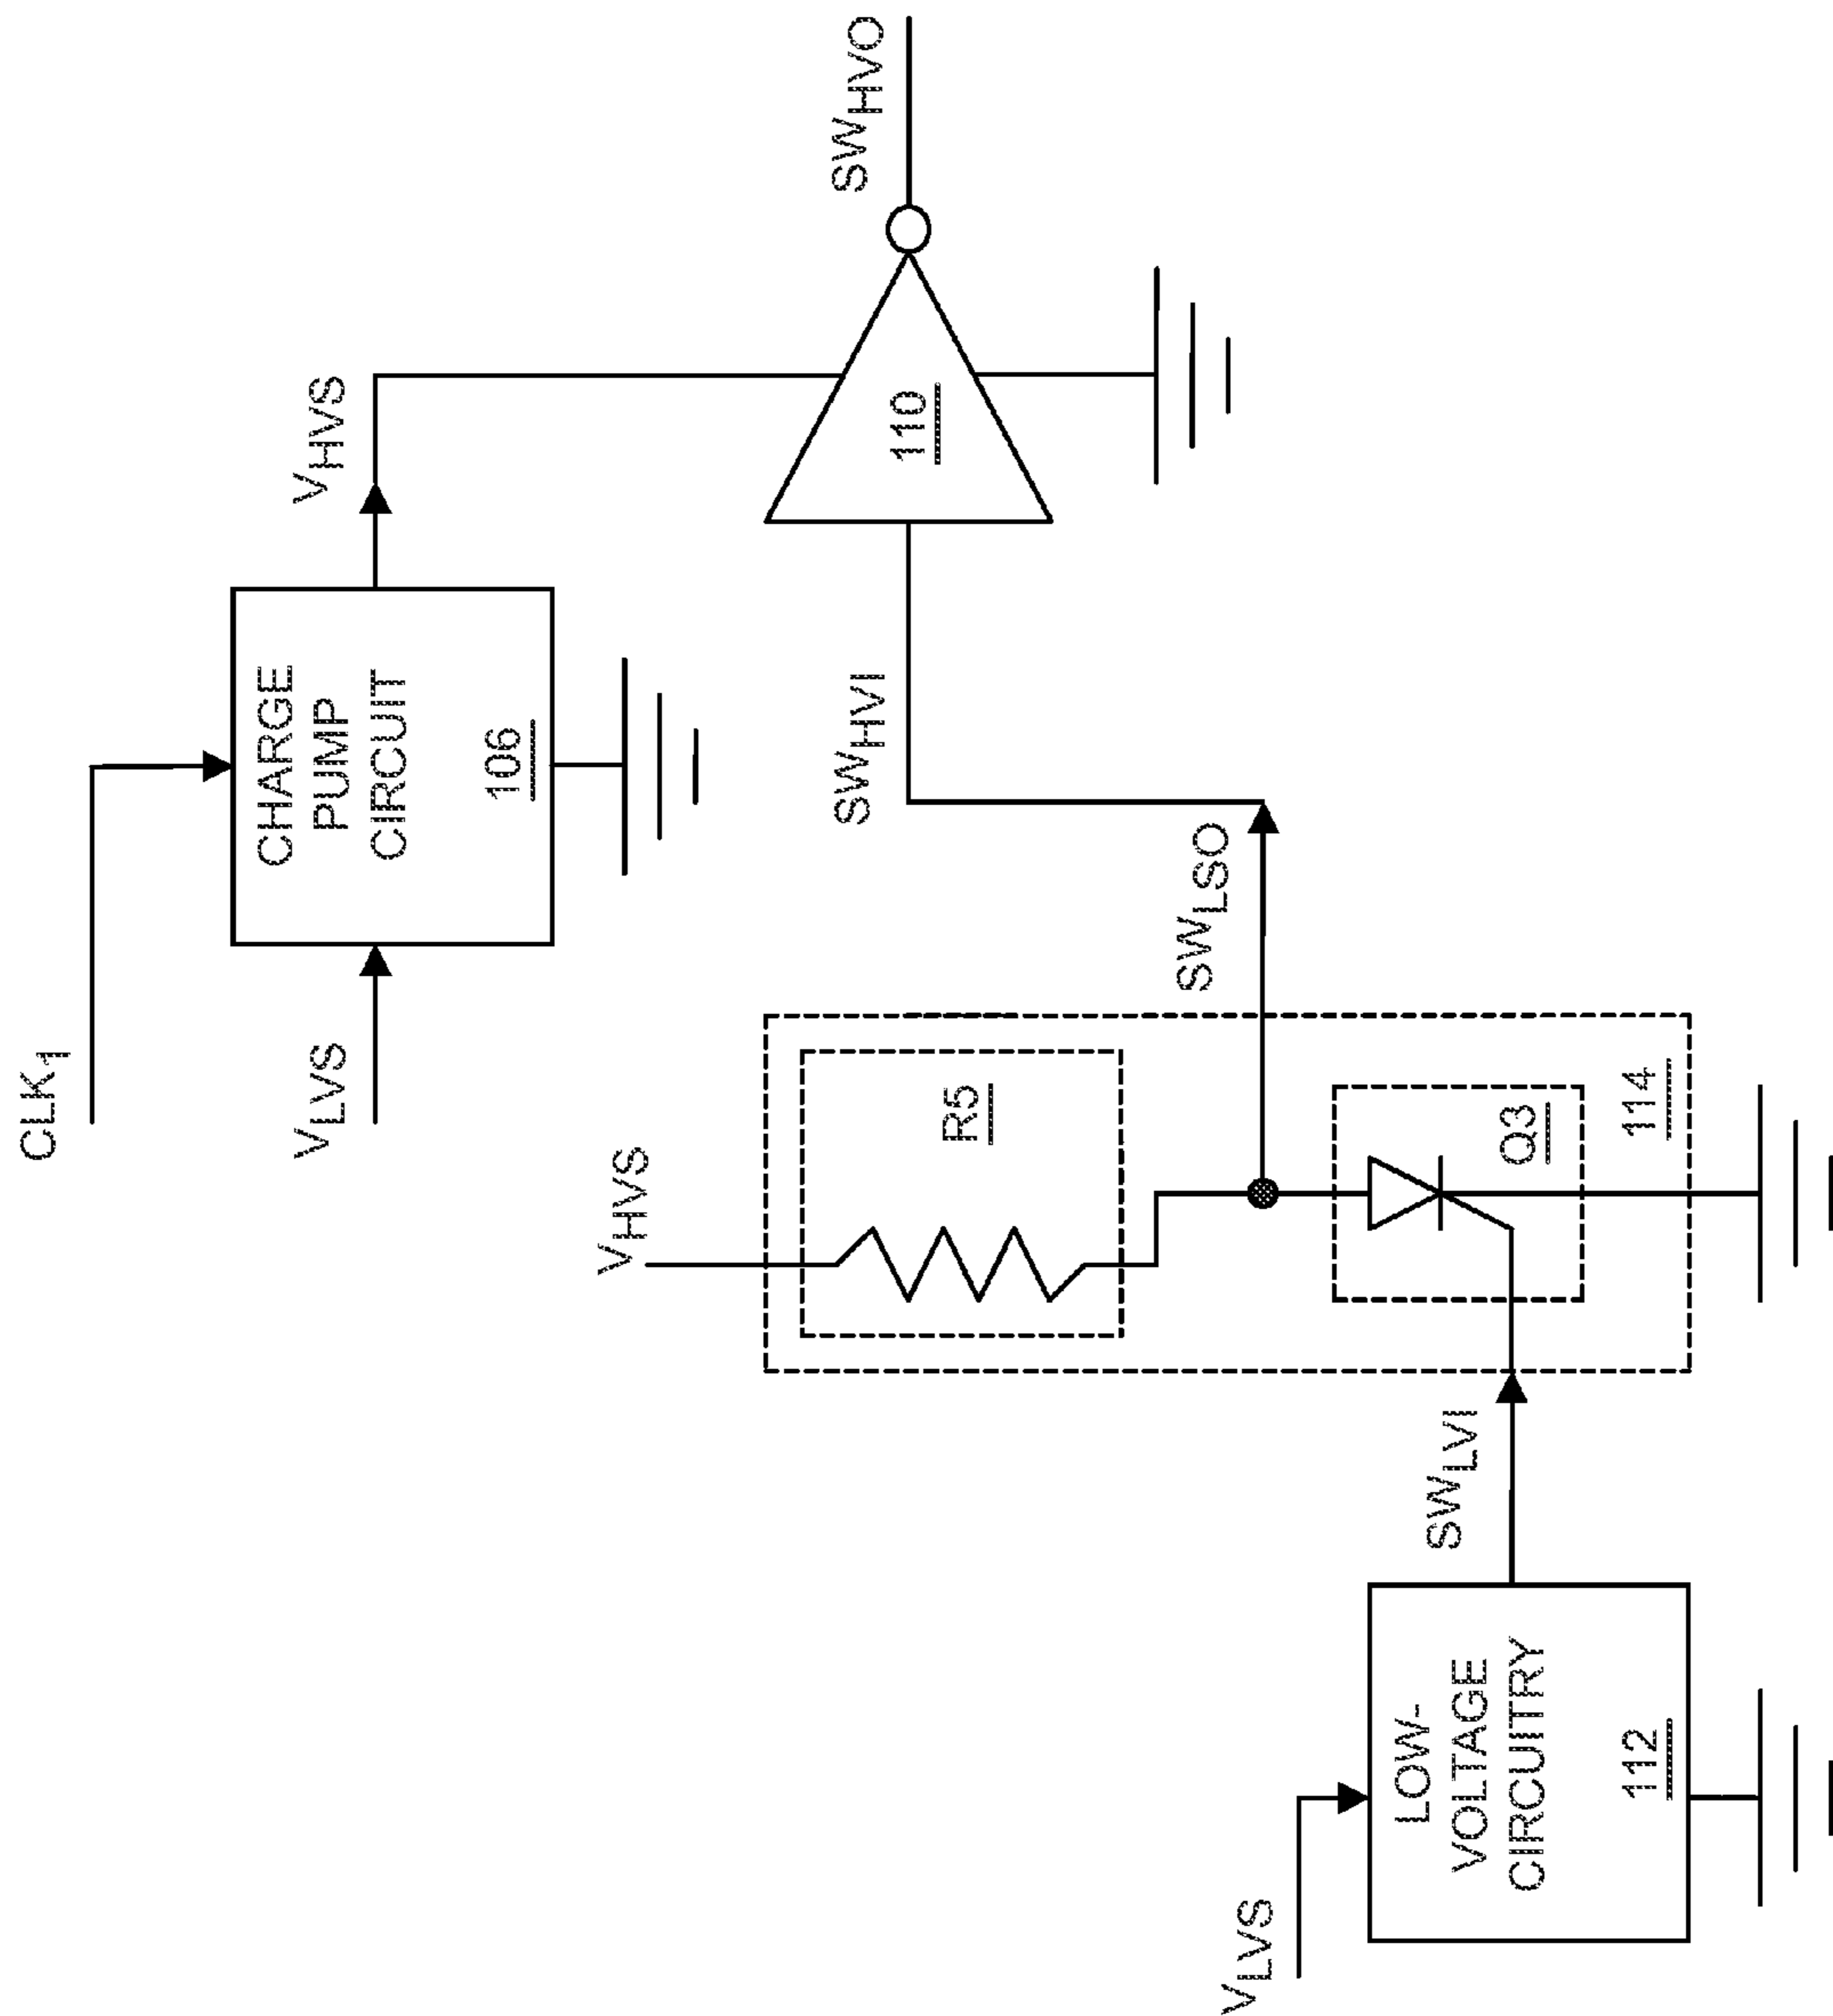 CLK1
VLVS
CHARGE
PUMP
CIRCUIT
106
VHVS
VHVS
R5
SWHVI
110
SWHVO
SWLSO
Q3
114
VLVS
LOW-
VOLTAGE
CIRCUITRY
112
SWLVI